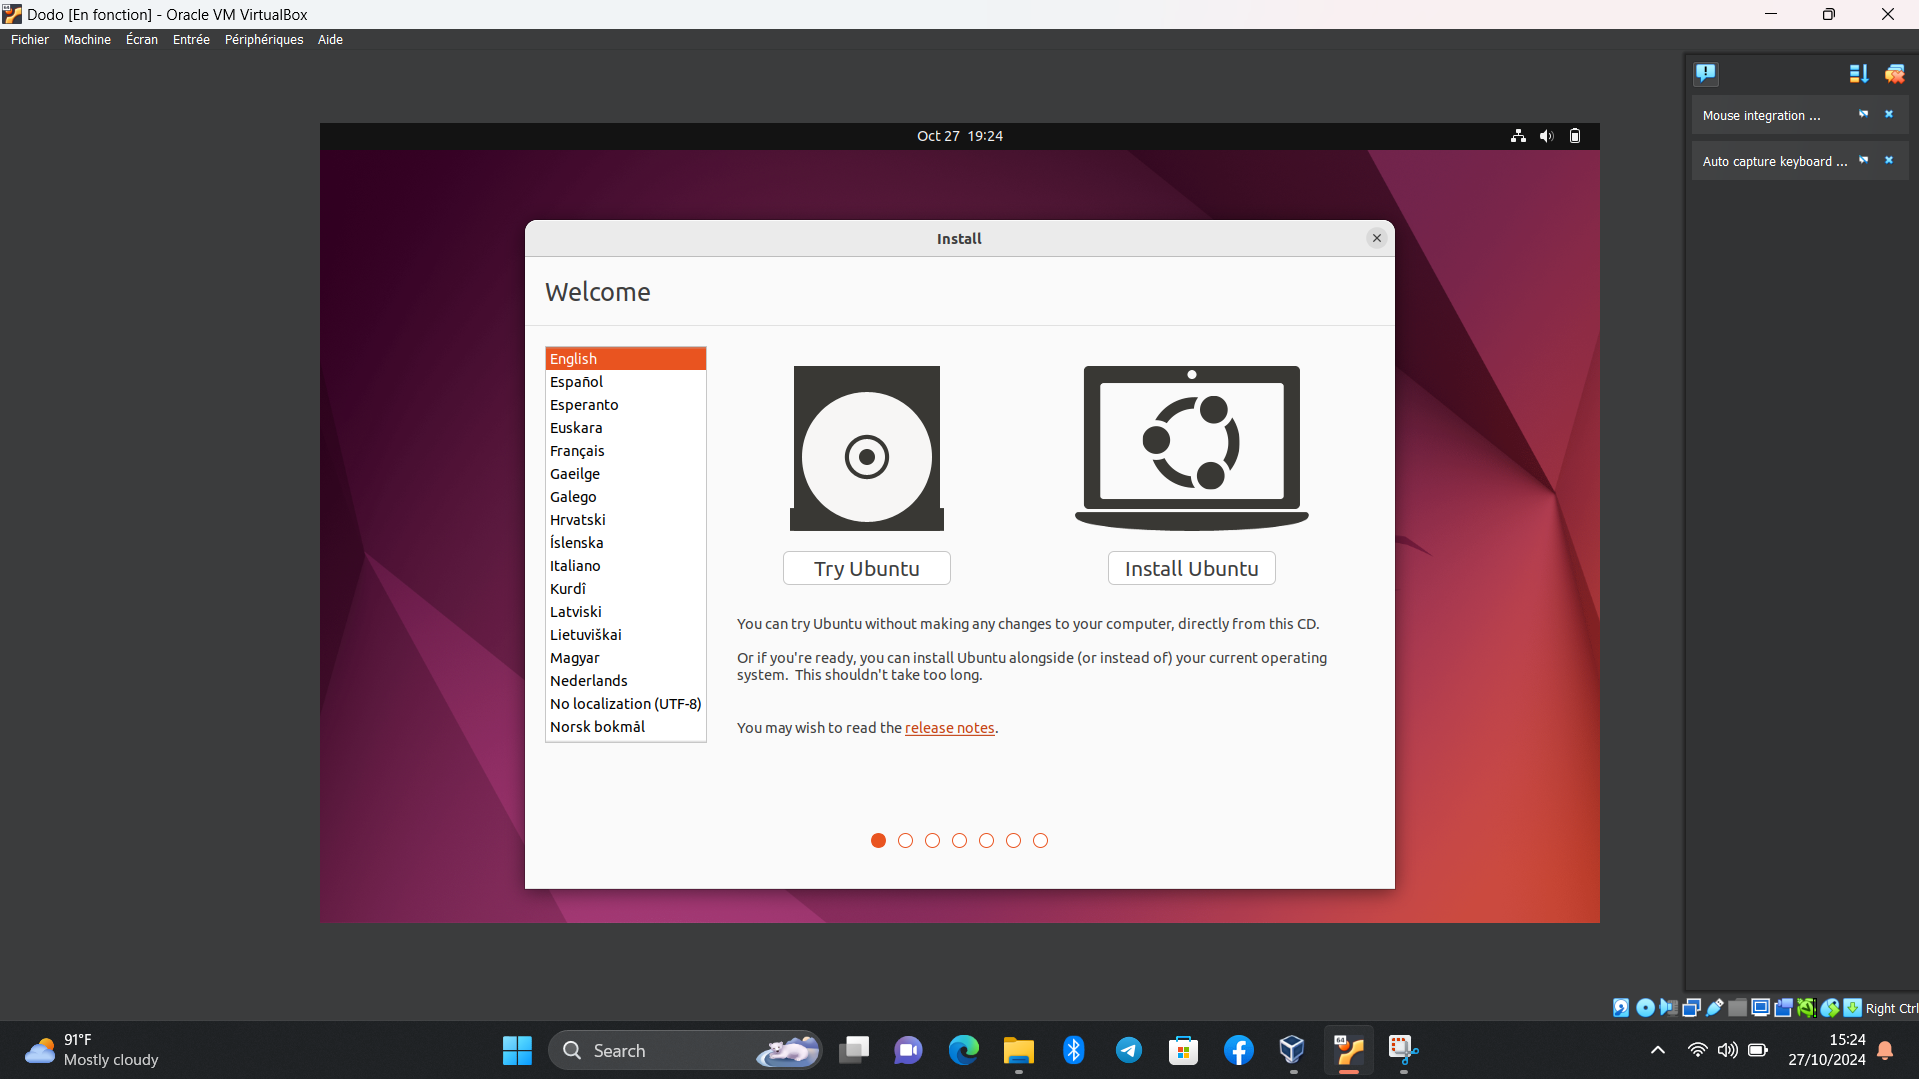 Dodo [En fonction] - Oracle VM VirtualBox
Fichier Machine Écran Entrée Périphériques Aide
Mouse integration ...
Auto capture keyboard ...
Oct 27 19:24
Install
Welcome
English
Español
Esperanto
Euskara
Français
Gaeilge
Galego
Hrvatski
Íslenska
Italiano
Kurdî
Latviski
Lietuviškai
Magyar
Nederlands
No localization (UTF-8)
Norsk bokmål
Try Ubuntu
Install Ubuntu
You can try Ubuntu without making any changes to your computer, directly from this CD.
Or if you're ready, you can install Ubuntu alongside (or instead of) your current operating
system. This shouldn't take too long.
You may wish to read the release notes.
Right Ctrl
91°F
Mostly cloudy
Search
15:24
27/10/2024